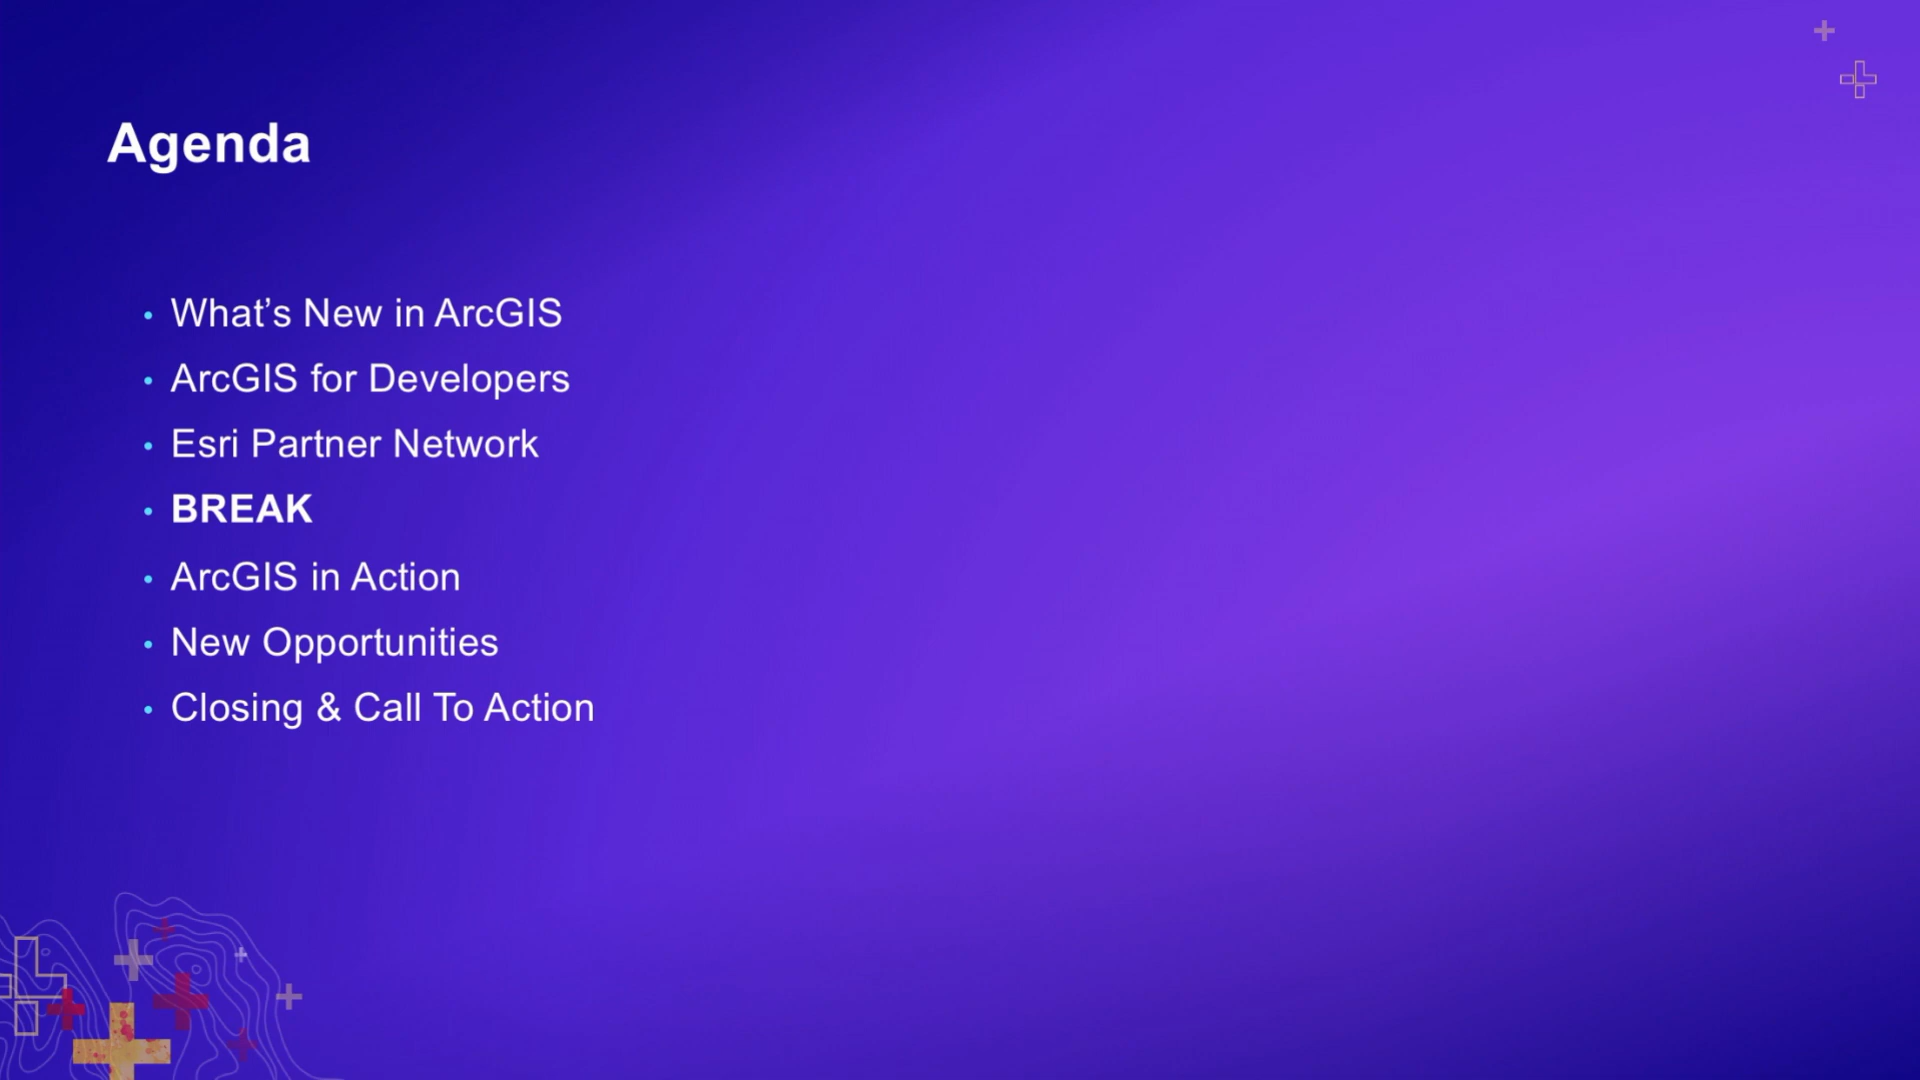 Agenda
• What’s New in ArcGIS
• ArcGIS for Developers
• Esri Partner Network
• BREAK
• ArcGIS in Action
• New Opportunities
• Closing & Call To Action